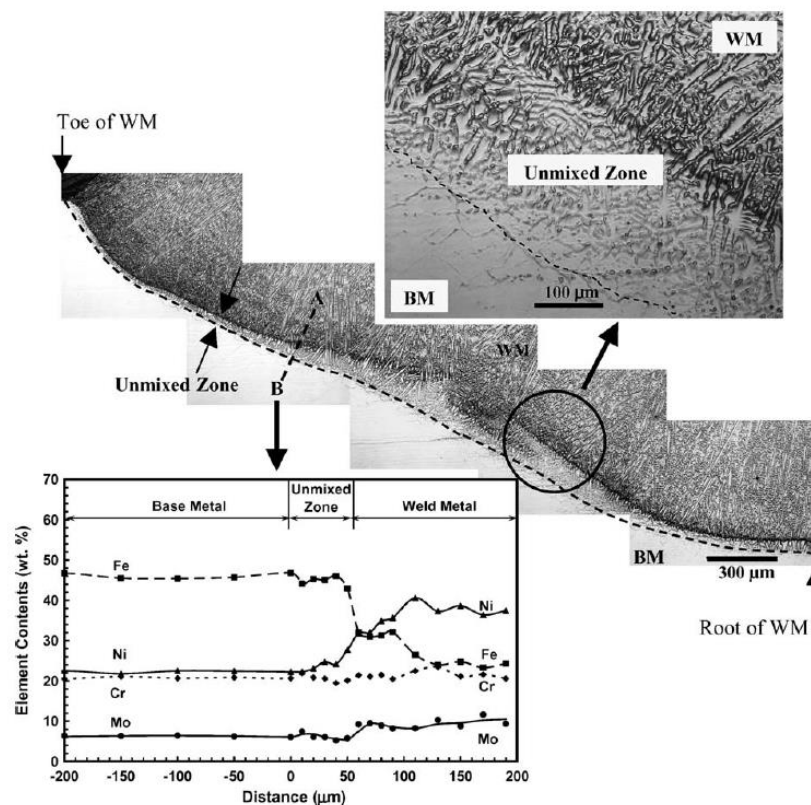 WM
Toe of WM
Unmixed Zone
BM
100 µm
A
WM
Unmixed Zone
B
BM
300 µm
Root of WM
70
60
50
40
30
20
10
0
Element Contents (wt. %)
Base Metal
Unmixed
Zone
Weld Metal
Fe
Ni
Ni
Fe
Cr
Cr
Mo
Mo
-200
-150
-100
-50
0
50
100
150
200
Distance (µm)